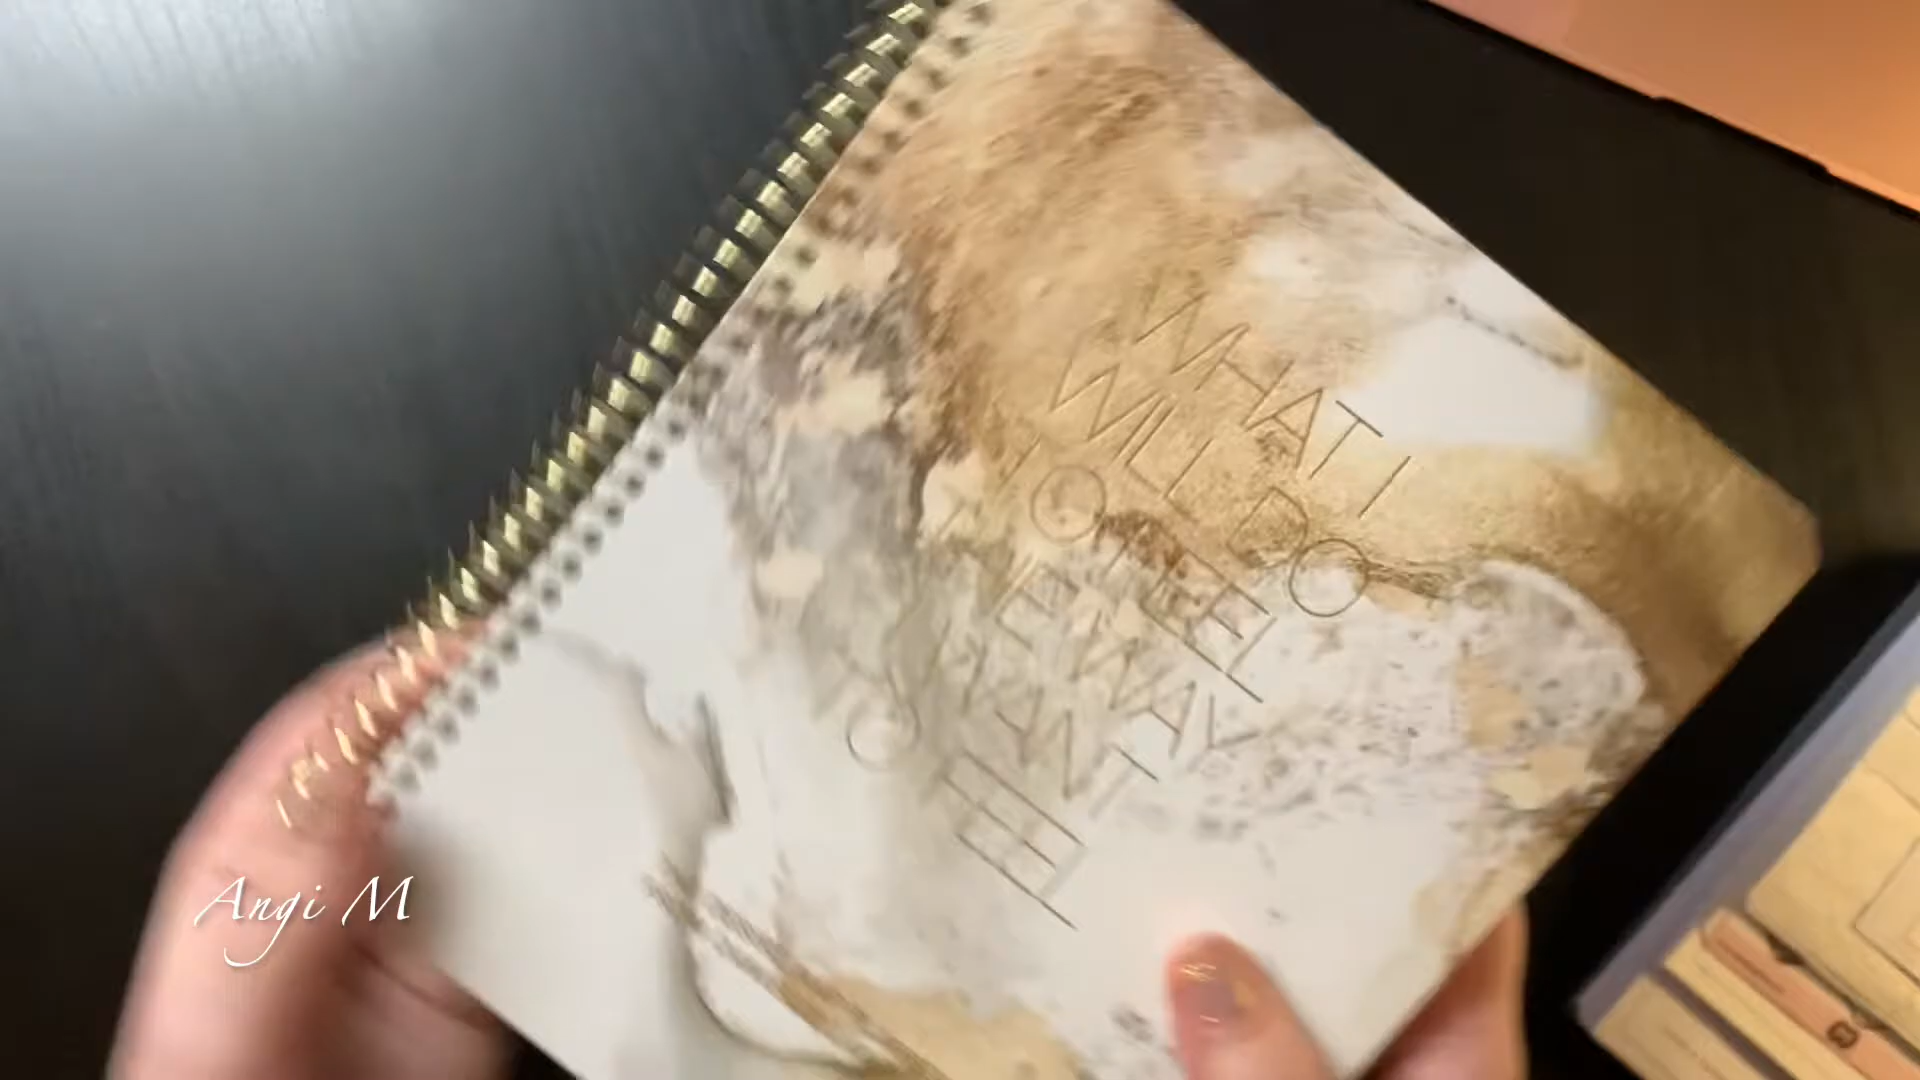 WHAT I
WILL DO
TO FEEL
THE WAY
I WANT
TO FEEL
Angi M